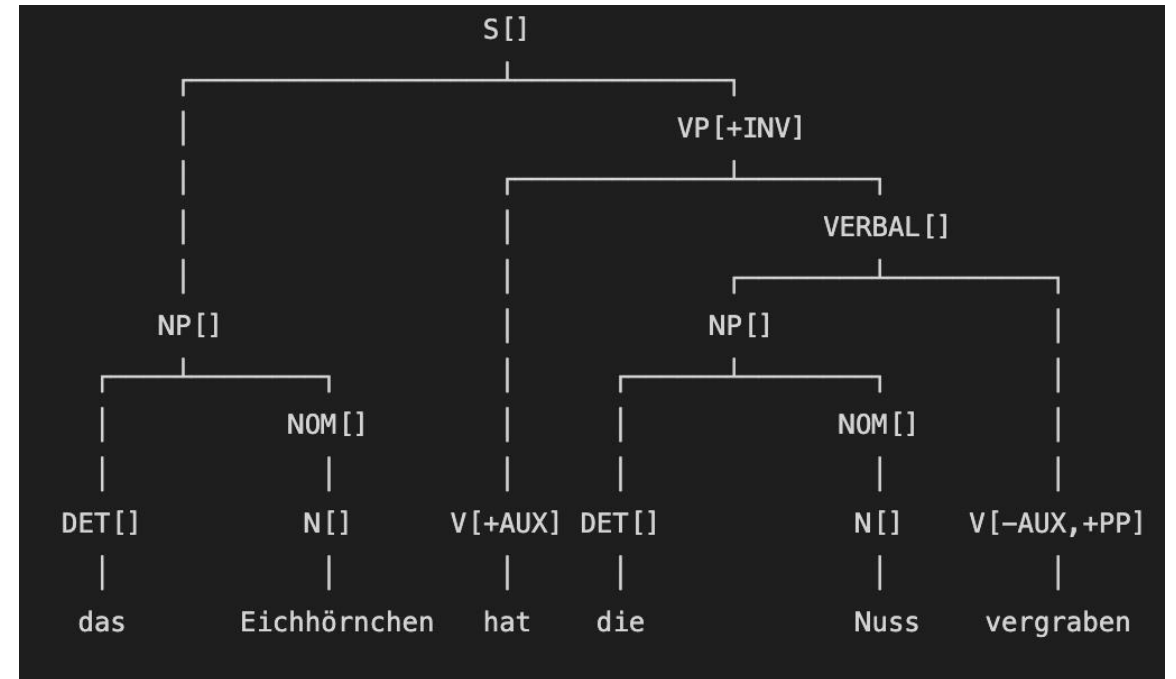 S[]
VP[+INV]
VERBAL[]
NP[] NP[]
NOM[] NOM[]
DET[] N[] V[+AUX] DET[] N[] V[-AUX,+PP]
das Eichhörnchen hat die Nuss vergraben